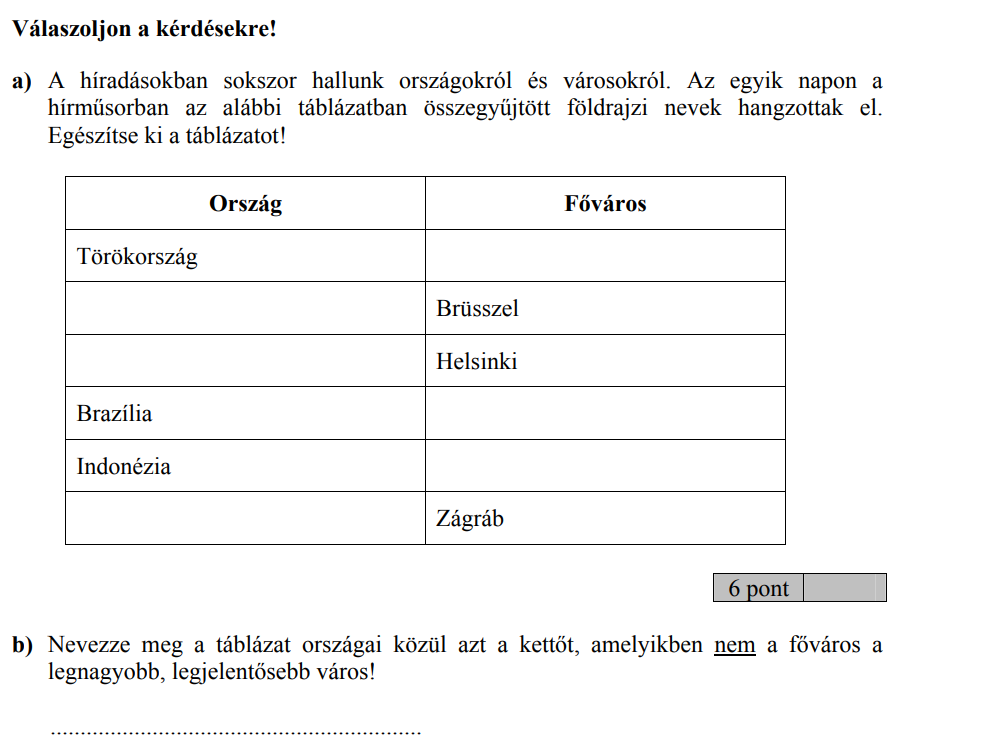 Válaszoljon a kérdésekre!
a) A híradásokban sokszor hallunk országokról és városokról. Az egyik napon a
hírműsorban az alábbi táblázatban összegyűjtött földrajzi nevek hangzottak el.
Egészítse ki a táblázatot!
Ország Főváros
Törökország
Brüsszel
Helsinki
Brazília
Indonézia
Zágráb
6 pont
b) Nevezze meg a táblázat országai közül azt a kettőt, amelyikben nem a főváros a
legnagyobb, legjelentősebb város!
..............................................................